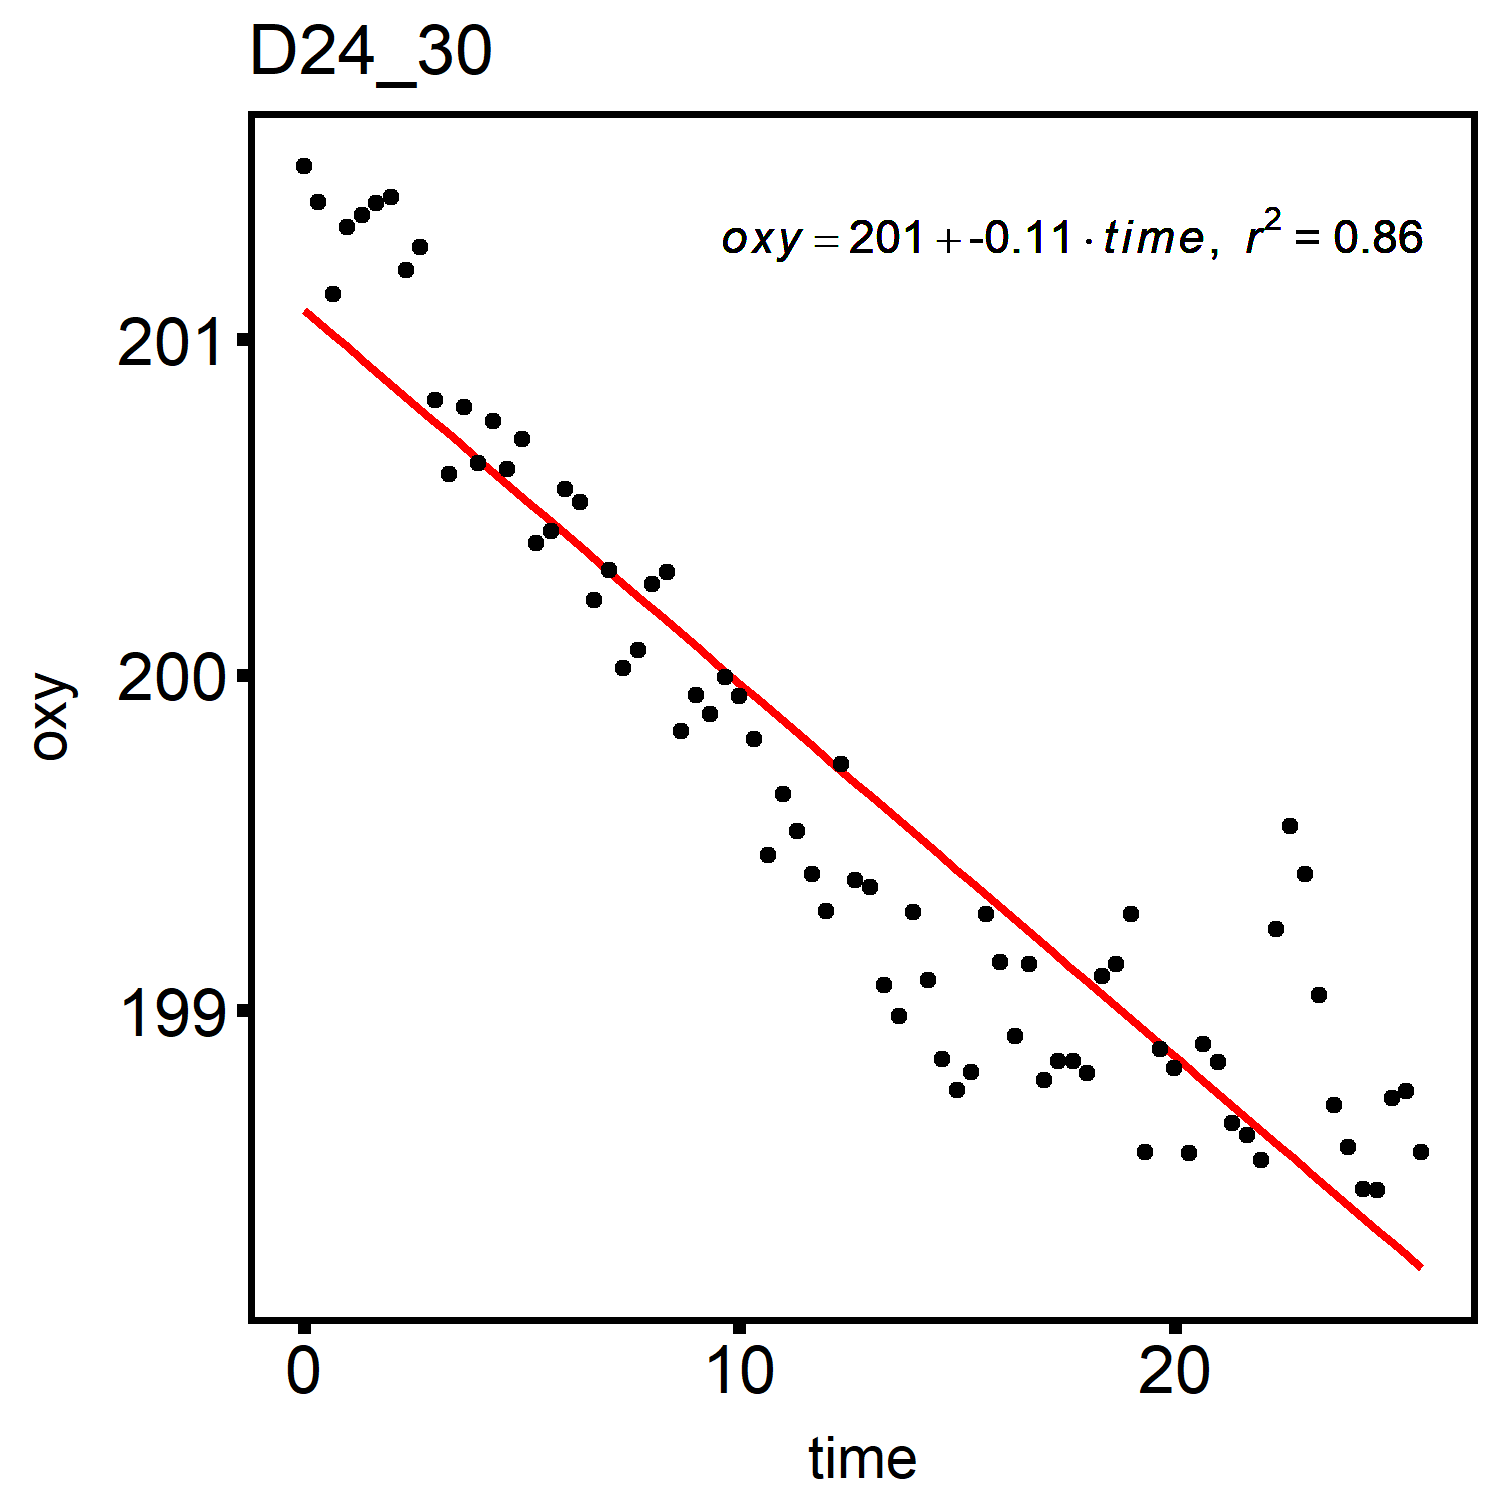 D24_30
oxy = 201 + -0.11 · time, r² = 0.86
201
200
199
oxy
0 10 20
time